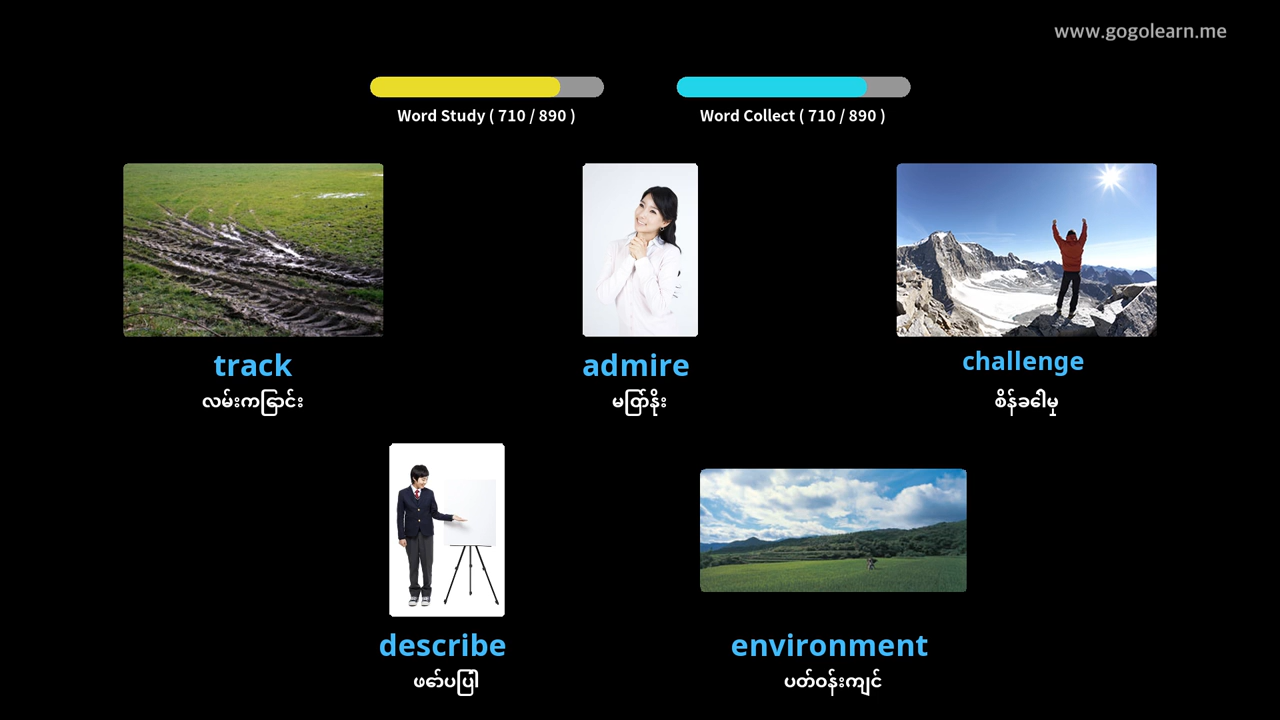 www.gogolearn.me
Word Study ( 710 / 890 )
Word Collect ( 710 / 890 )
track
admire
challenge
လမ်းကြောင်း
မြတ်နိုး
စိန်ခေါ်မှု
describe
environment
ဖော်ပြပါ
ပတ်ဝန်းကျင်